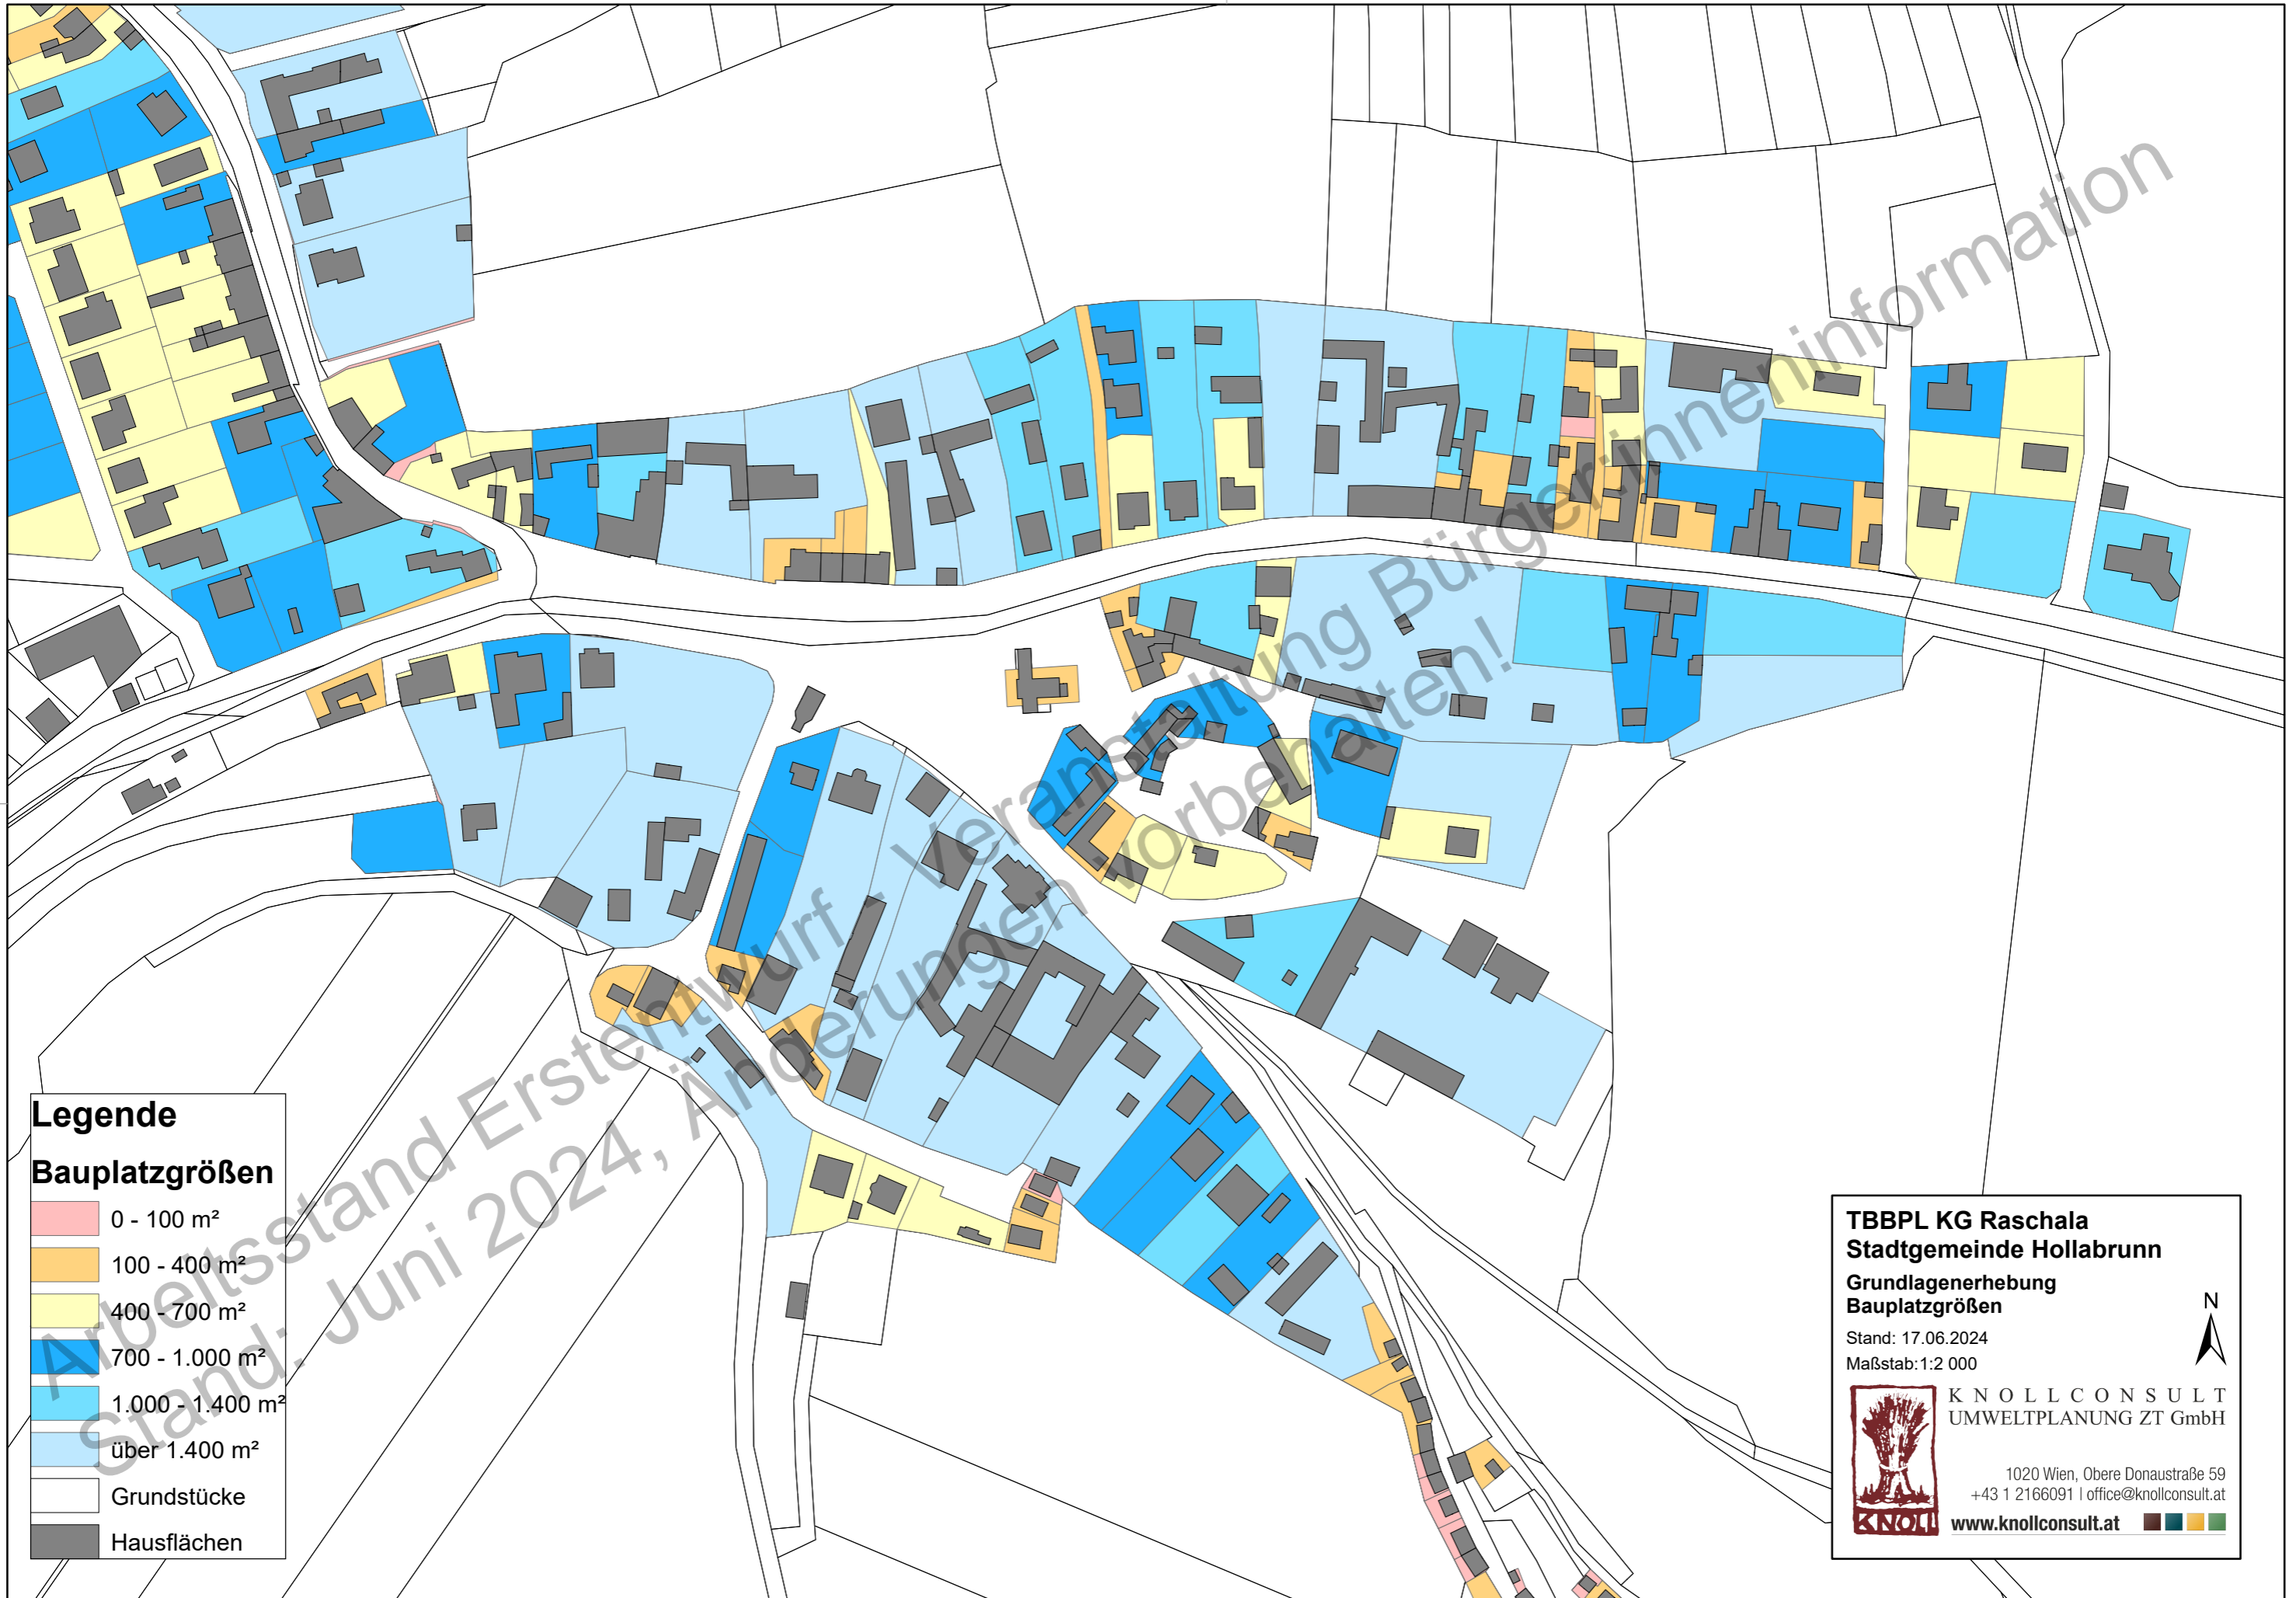 Arbeitsstand Erstentwurf - Veranstaltung Bürger:inneninformation
Stand: Juni 2024, Änderungen vorbehalten!
Legende
Bauplatzgrößen
0 - 100 m²
100 - 400 m²
400 - 700 m²
700 - 1.000 m²
1.000 - 1.400 m²
über 1.400 m²
Grundstücke
Hausflächen
TBBPL KG Raschala
Stadtgemeinde Hollabrunn
Grundlagenerhebung
Bauplatzgrößen
Stand: 17.06.2024
Maßstab:1:2 000
N
KNOLLCONSULT
UMWELTPLANUNG ZT GmbH
1020 Wien, Obere Donaustraße 59
+43 1 2166091 | office@knollconsult.at
KNOLL
www.knollconsult.at